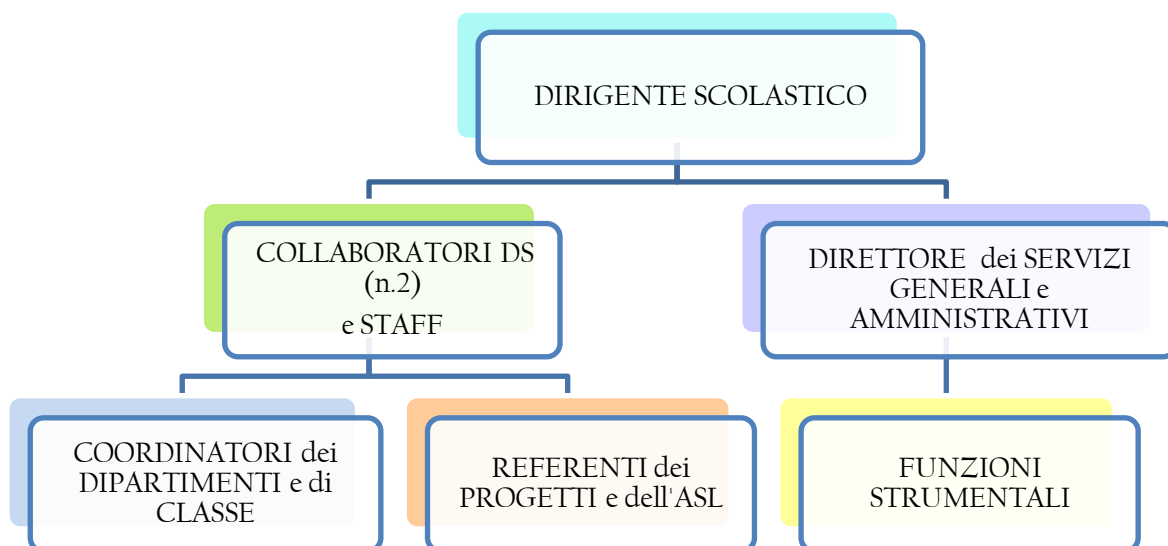 DIRIGENTE SCOLASTICO
COLLABORATORI DS
(n.2)
e STAFF
DIRETTORE dei SERVIZI
GENERALI e
AMMINISTRATIVI
COORDINATORI dei
DIPARTIMENTI e di
CLASSE
REFERENTI dei
PROGETTI e dell'ASL
FUNZIONI
STRUMENTALI